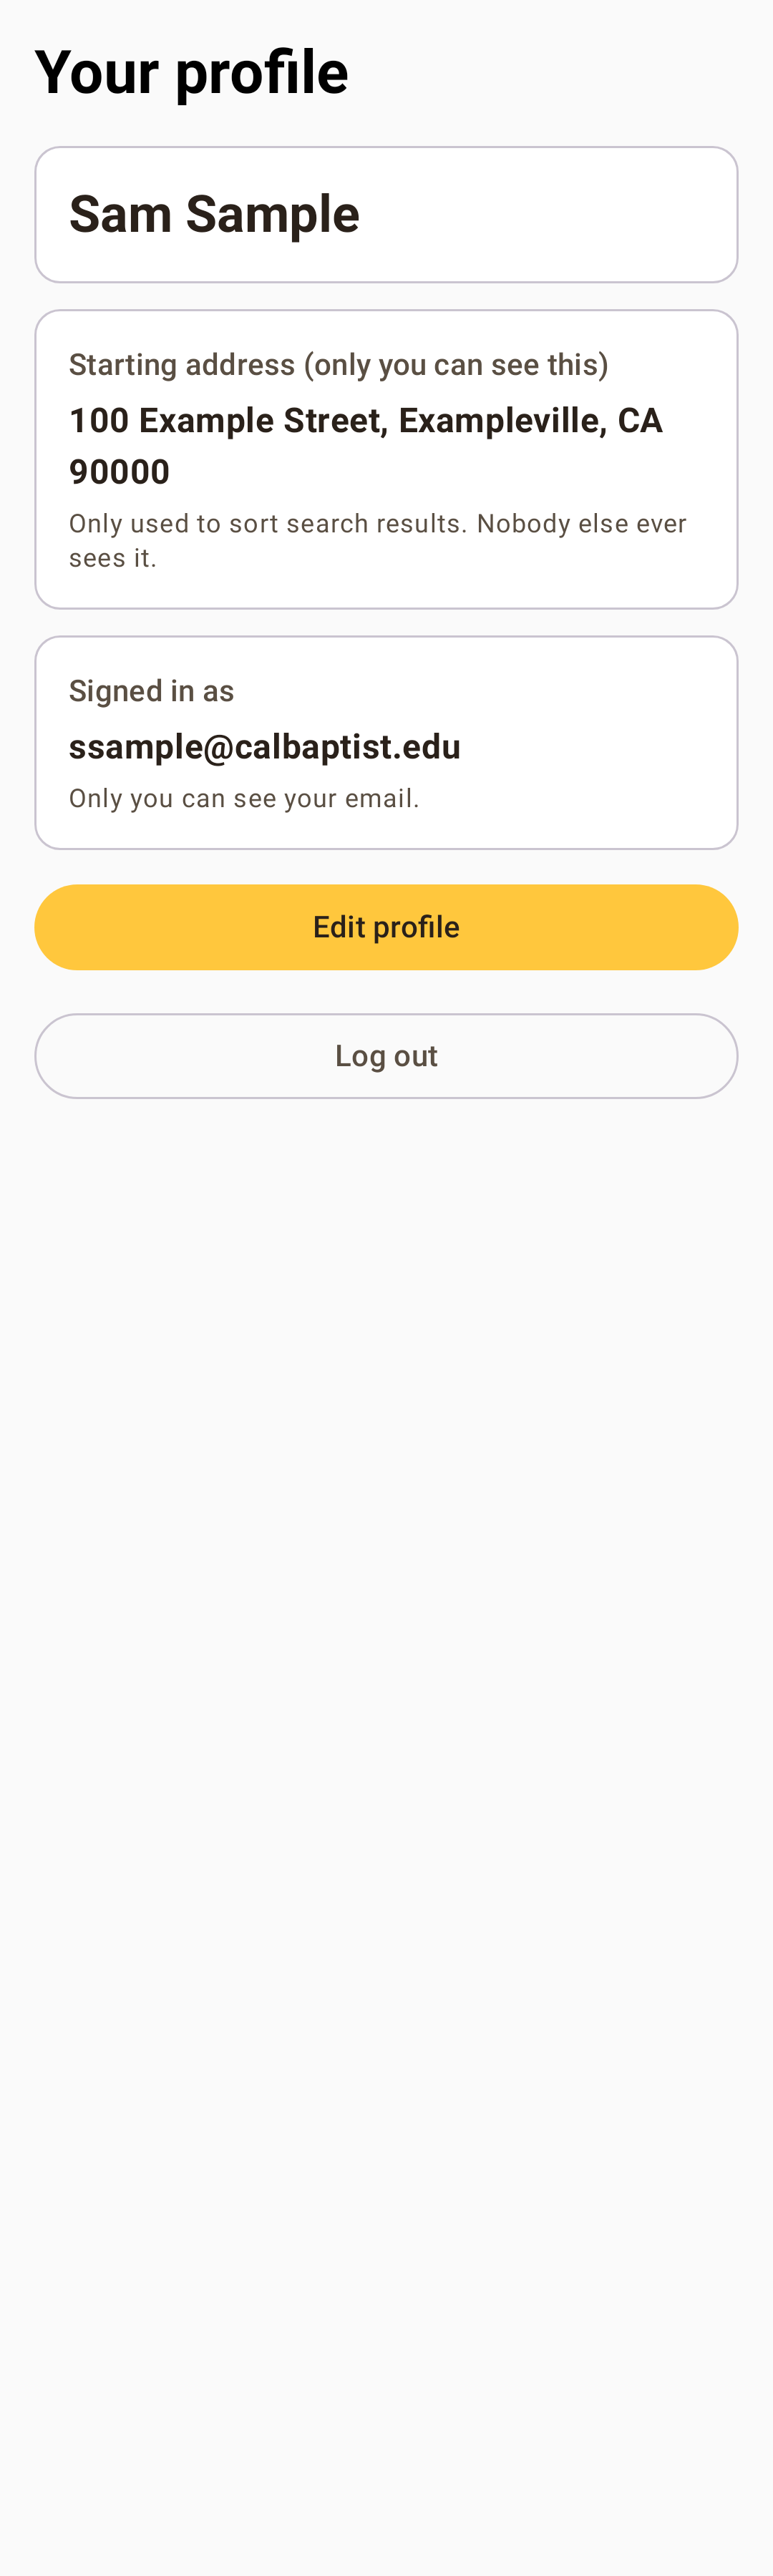 Your profile
Sam Sample
Starting address (only you can see this)
100 Example Street, Exampleville, CA
90000
Only used to sort search results. Nobody else ever
sees it.
Signed in as
ssample@calbaptist.edu
Only you can see your email.
Edit profile
Log out